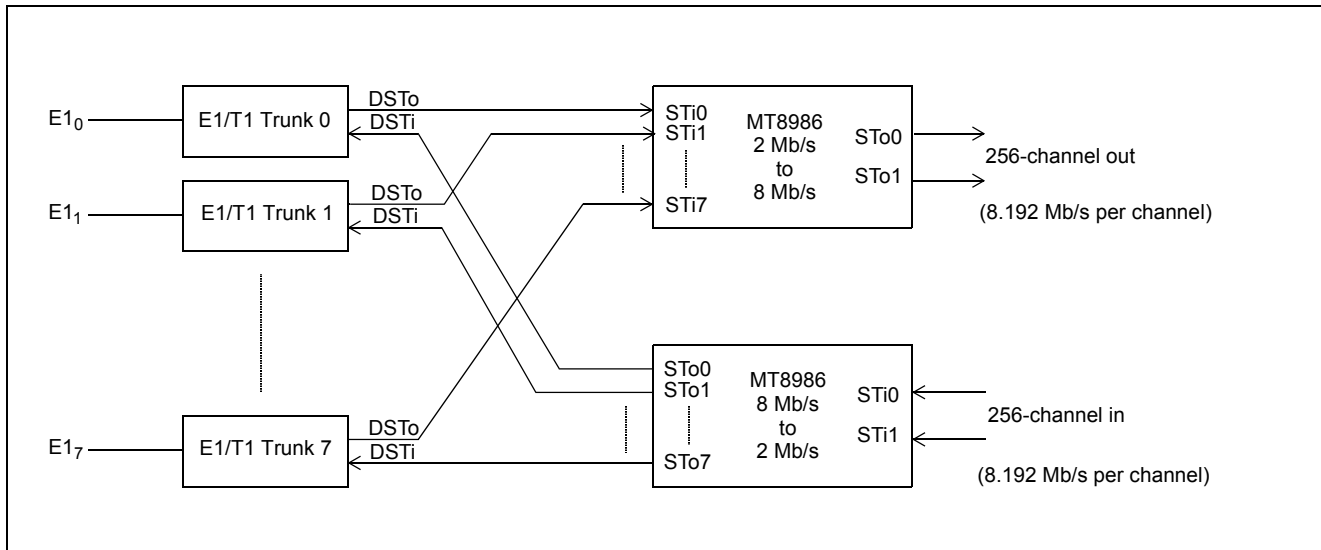 E1₀
E1/T1 Trunk 0
DSTo
DSTi
E1₁
E1/T1 Trunk 1
DSTo
DSTi
E1₇
E1/T1 Trunk 7
DSTo
DSTi
STi0
STi1
STi7
MT8986
2 Mb/s
to
8 Mb/s
STo0
STo1
256-channel out
(8.192 Mb/s per channel)
STo0
STo1
STo7
MT8986
8 Mb/s
to
2 Mb/s
STi0
STi1
256-channel in
(8.192 Mb/s per channel)